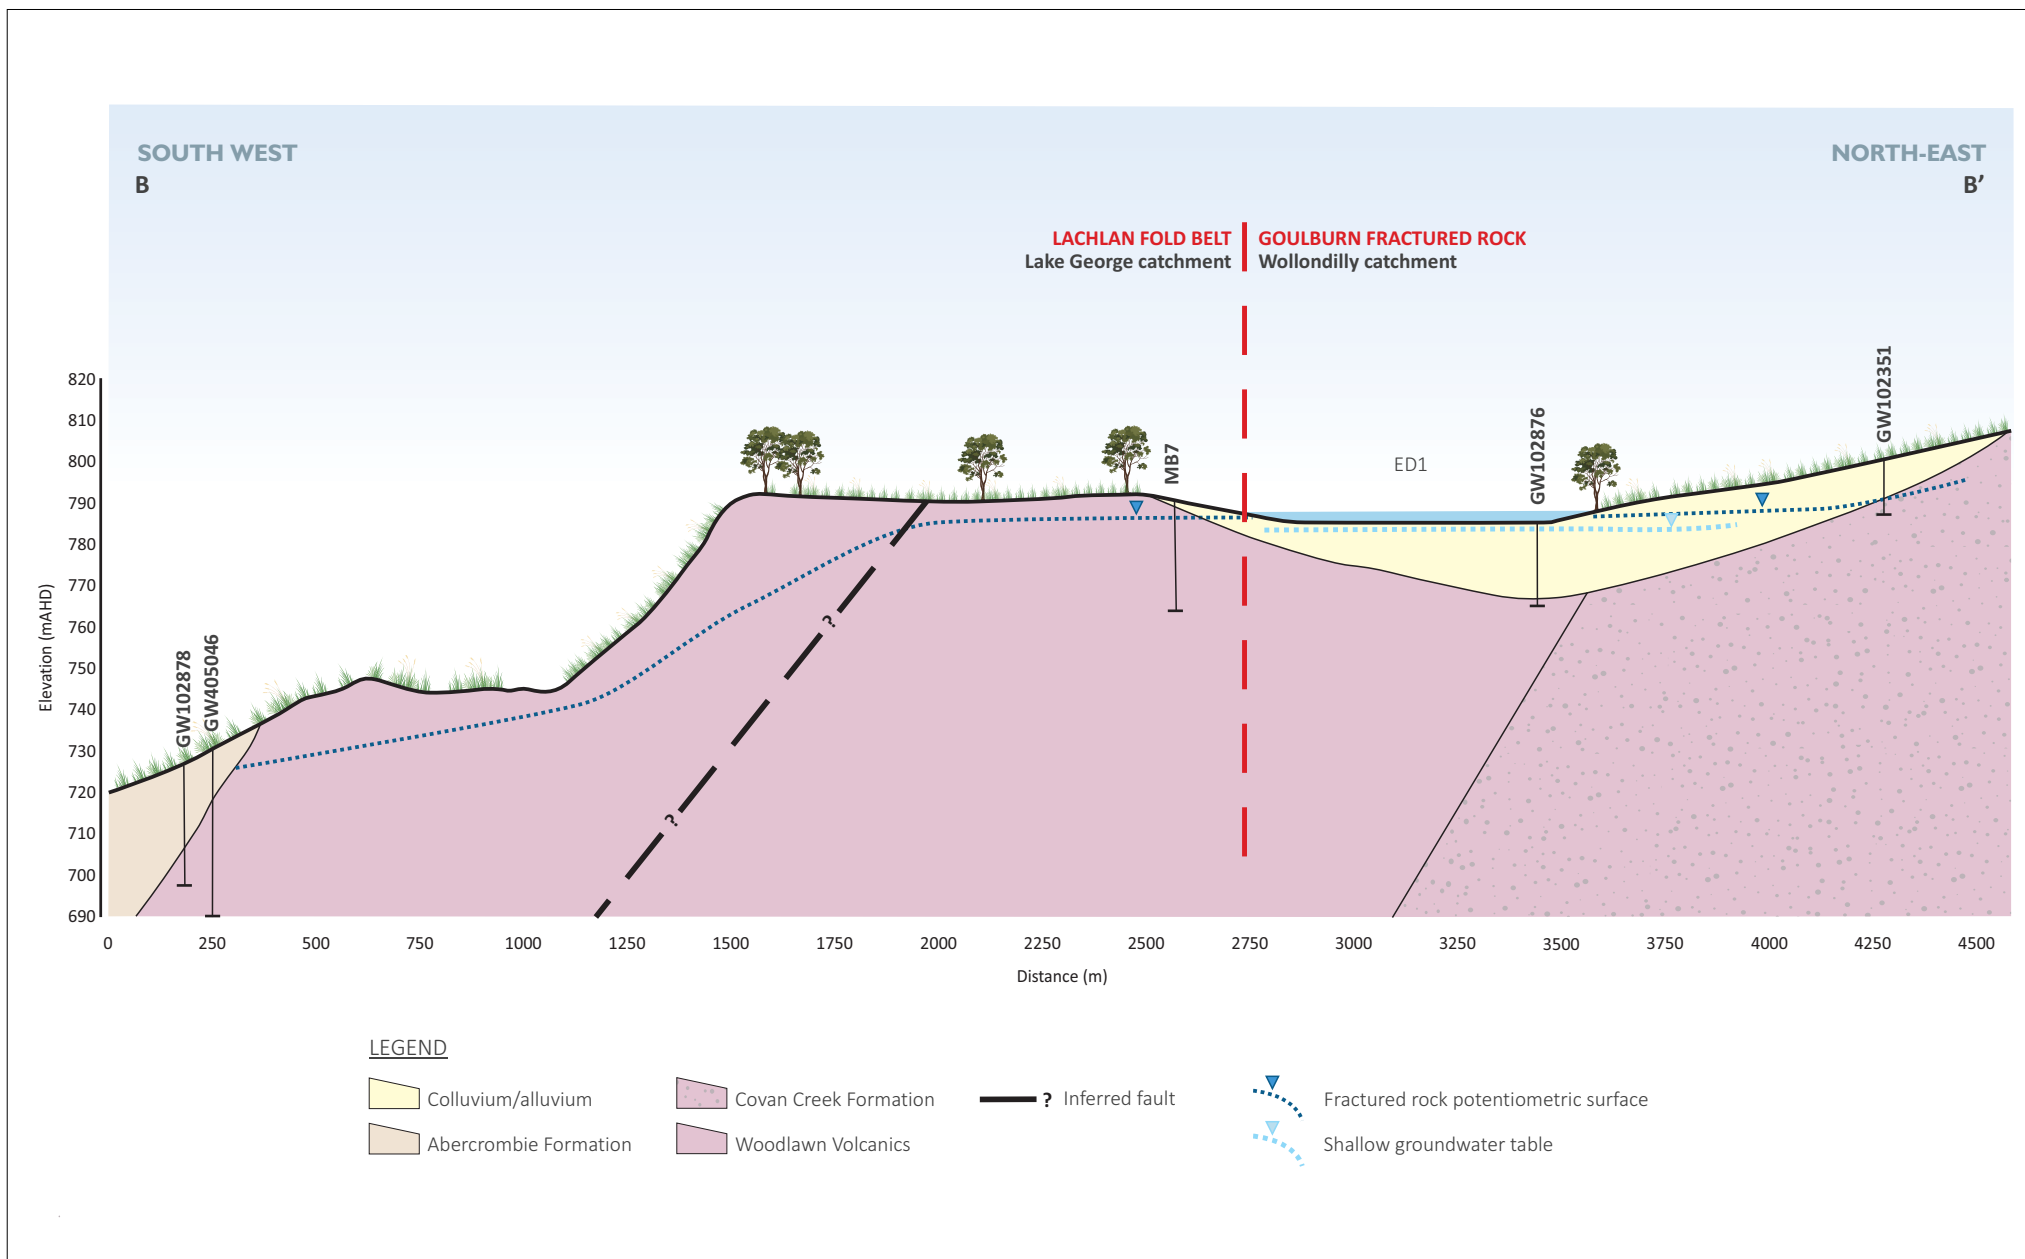 SOUTH WEST
B
NORTH-EAST
B’
LACHLAN FOLD BELT
Lake George catchment
GOULBURN FRACTURED ROCK
Wollondilly catchment
GW102878
GW405046
MB7
ED1
GW102876
GW102351
Elevation (mAHD)
820
810
800
790
780
770
760
750
740
730
720
710
700
690
?
?
0 250 500 750 1000 1250 1500 1750 2000 2250 2500 2750 3000 3250 3500 3750 4000 4250 4500
Distance (m)
LEGEND
Colluvium/alluvium
Abercrombie Formation
Covan Creek Formation
Woodlawn Volcanics
? Inferred fault
Fractured rock potentiometric surface
Shallow groundwater table